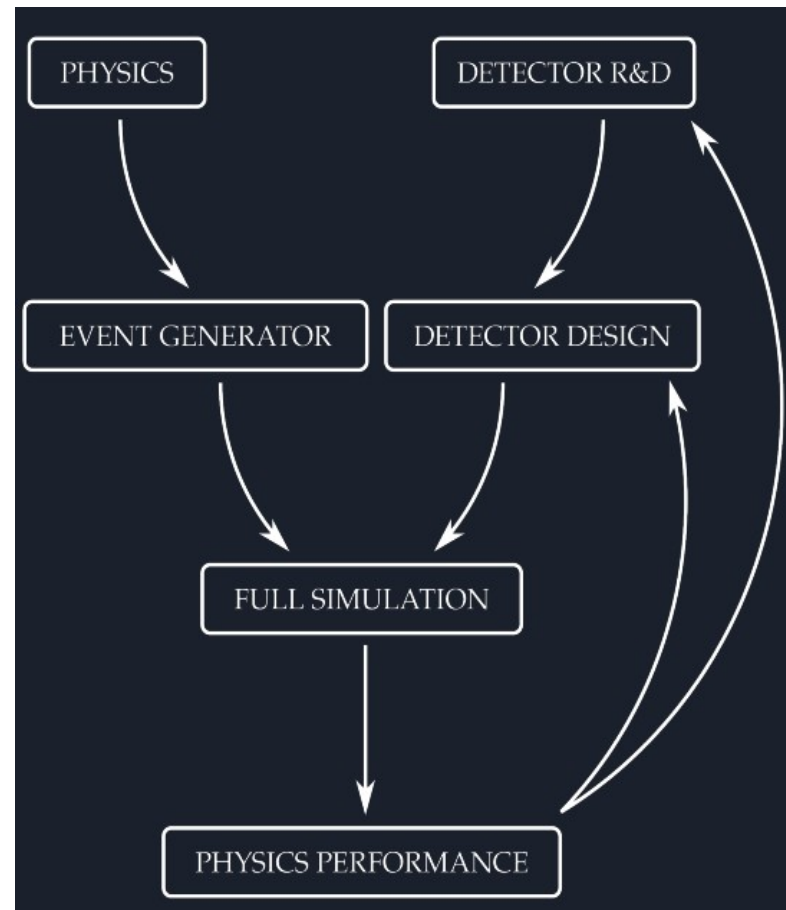 PHYSICS
DETECTOR R&D
EVENT GENERATOR
DETECTOR DESIGN
FULL SIMULATION
PHYSICS PERFORMANCE